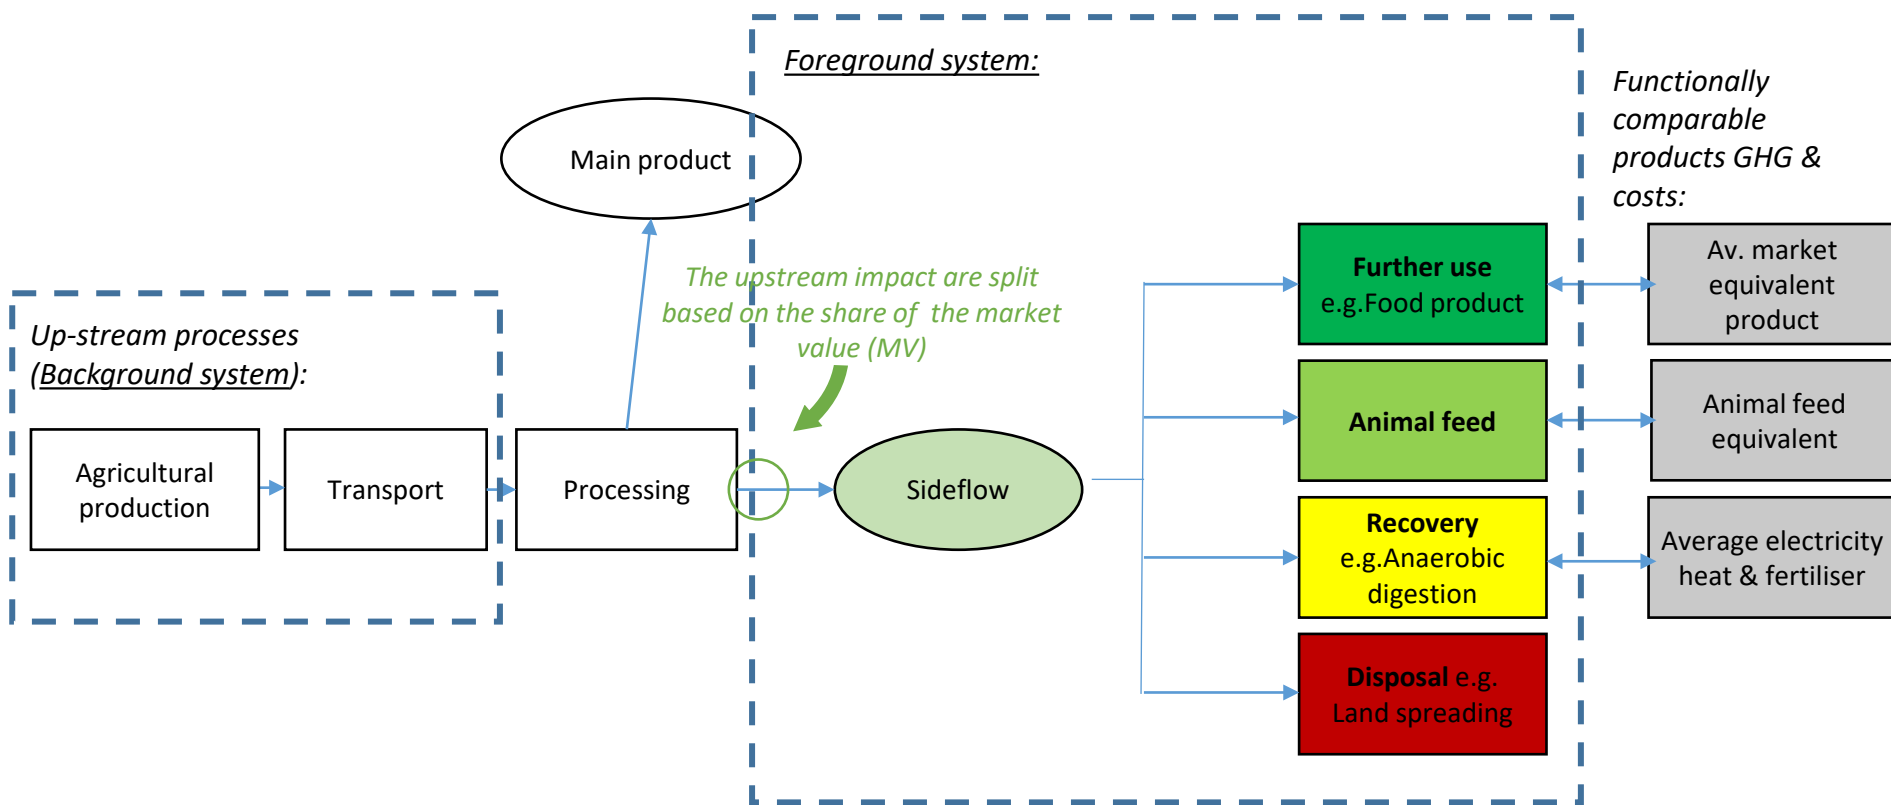 Foreground system:
Functionally
comparable
products GHG &
costs:
Main product
The upstream impact are split
based on the share of  the market
value (MV)
Up-stream processes
(Background system):
Agricultural
production
Transport
Processing
Sideflow
Further use
e.g.Food product
Animal feed
Recovery
e.g.Anaerobic
digestion
Disposal e.g.
Land spreading
Av. market
equivalent
product
Animal feed
equivalent
Average electricity
heat & fertiliser